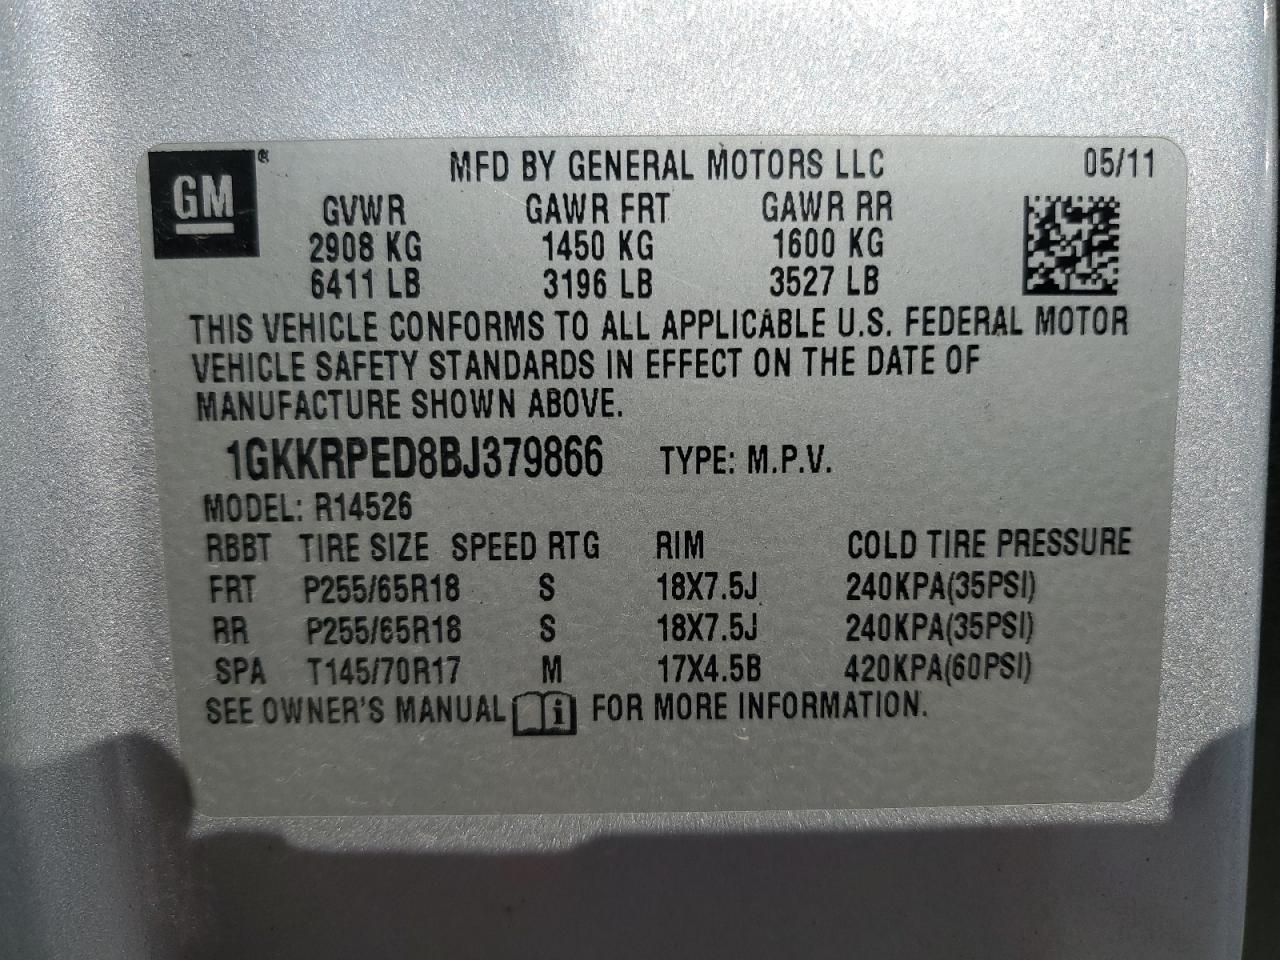 GM ®
MFD BY GENERAL MOTORS LLC 05/11
GVWR GAWR FRT GAWR RR
2908 KG 1450 KG 1600 KG
6411 LB 3196 LB 3527 LB
THIS VEHICLE CONFORMS TO ALL APPLICABLE U.S. FEDERAL MOTOR
VEHICLE SAFETY STANDARDS IN EFFECT ON THE DATE OF
MANUFACTURE SHOWN ABOVE.
1GKKRPED8BJ379866 TYPE: M.P.V.
MODEL: R14526
RBBT TIRE SIZE SPEED RTG RIM COLD TIRE PRESSURE
FRT P255/65R18 S 18X7.5J 240KPA(35PSI)
RR P255/65R18 S 18X7.5J 240KPA(35PSI)
SPA T145/70R17 M 17X4.5B 420KPA(60PSI)
SEE OWNER'S MANUAL i FOR MORE INFORMATION.